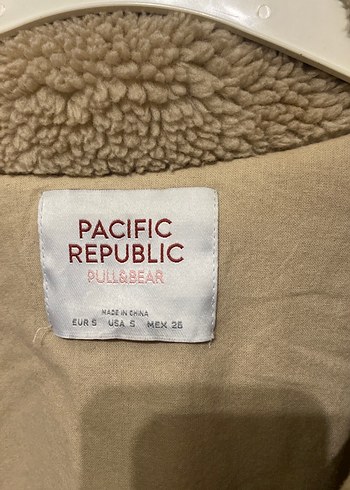 PACIFIC
REPUBLIC
PULL&BEAR
MADE IN CHINA
EUR S USA S MEX 26